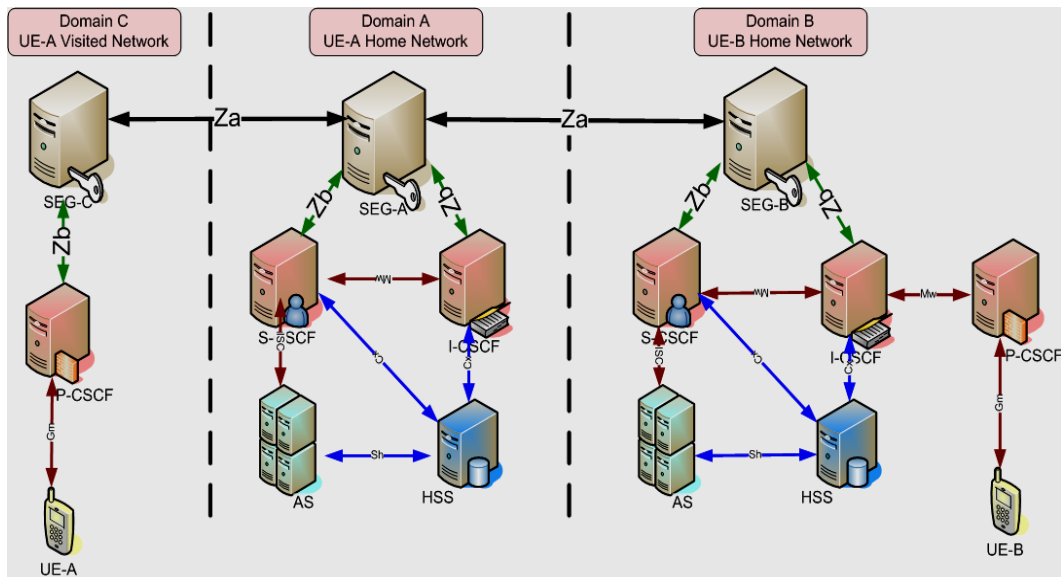 Domain C
UE-A Visited Network
Domain A
UE-A Home Network
Domain B
UE-B Home Network
Za
Za
SEG-C
SEG-A
SEG-B
Zb
Zb
Zb
Zb
Zb
Mw
Mw
Mw
S-CSCF
I-CSCF
S-CSCF
I-CSCF
P-CSCF
P-CSCF
ISC
Cx
Cx
ISC
Cx
Cx
Gm
Gm
Sh
Sh
AS
HSS
AS
HSS
UE-A
UE-B